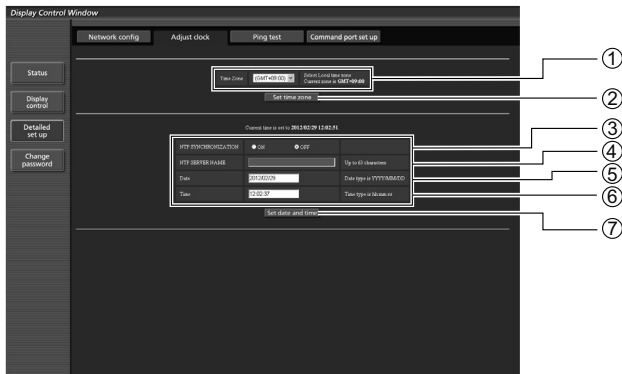 Display Control Window
Network config Adjust clock Ping test Command port set up
Status
Display
control
Detailed
set up
Change
password
Time Zone (GMT+09:00) Select Local time zone
Current zone is GMT+09:00
Set time zone
Current time is set to 2012/02/29 12:02:51
NTP SYNCHRONIZATION ON OFF
NTP SERVER NAME Up to 63 characters
Date 2012/02/29 Date type is YYYY/MM/DD
Time 12:02:37 Time type is hh:mm:ss
Set date and time
①
②
③
④
⑤
⑥
⑦